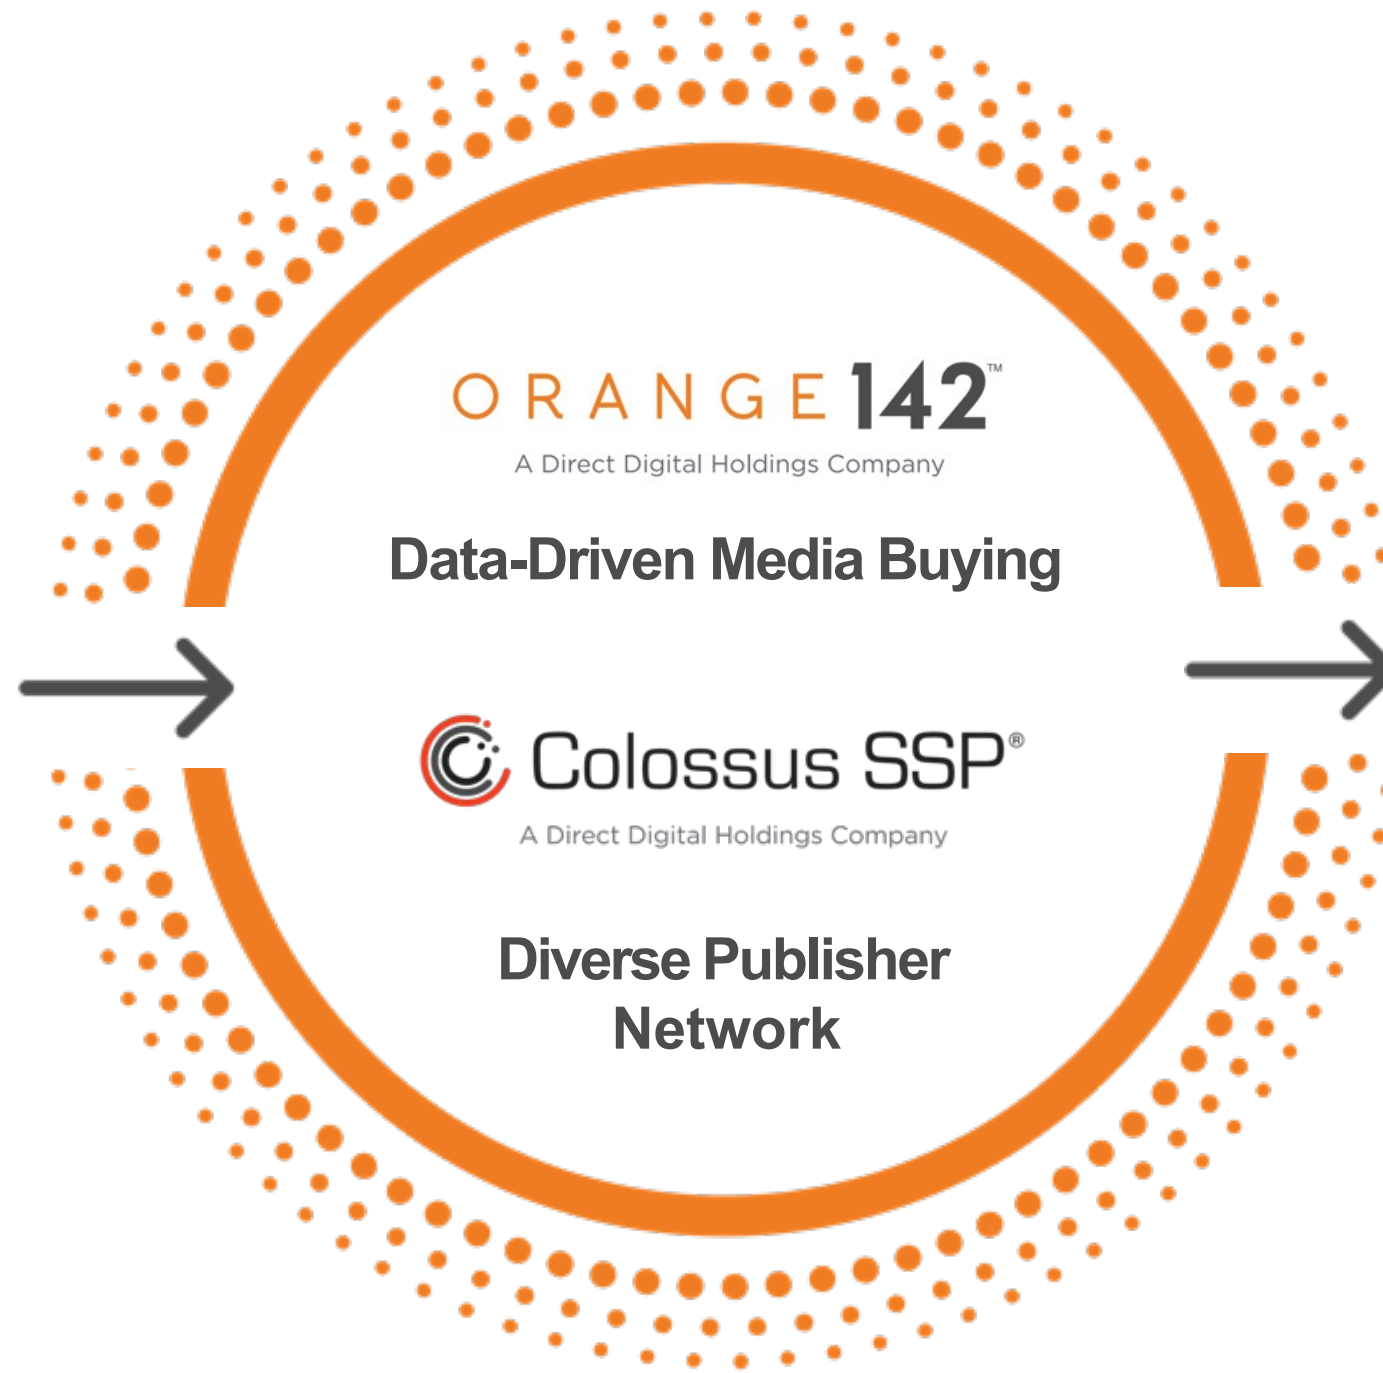 ORANGE142™
A Direct Digital Holdings Company
Data-Driven Media Buying
Colossus SSP®
A Direct Digital Holdings Company
Diverse Publisher
Network